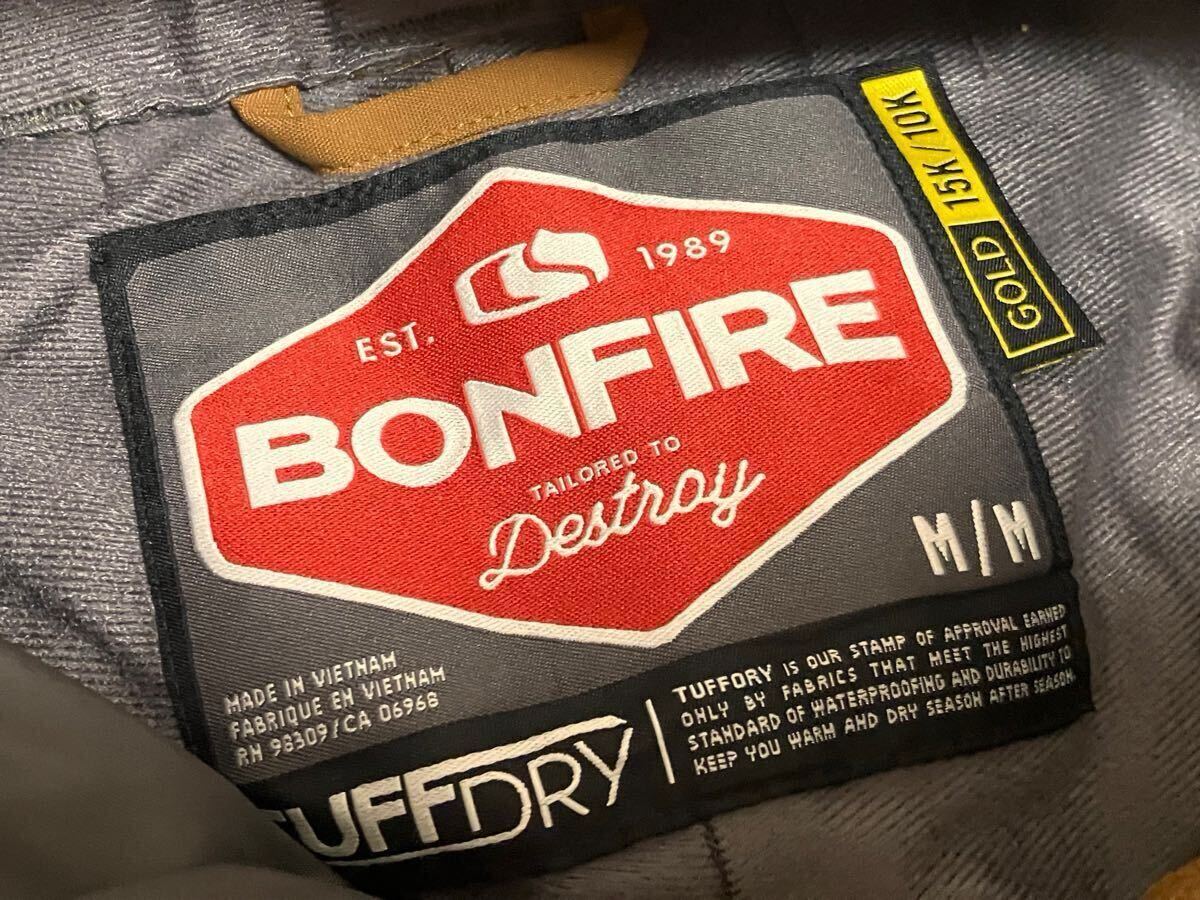 GOLD 15K//10K
EST. 1989
BONFIRE
TAILORED TO
Destroy
M/M
MADE IN VIETNAM
FABRIQUE EN VIETNAM
RN 98309/CA 06968
TUFFDRY
TUFFDRY IS OUR STAMP OF APPROVAL EARNED
ONLY BY FABRICS THAT MEET THE HIGHEST
STANDARD OF WATERPROOFING AND DURABILITY TO
KEEP YOU WARM AND DRY SEASON AFTER SEASON.